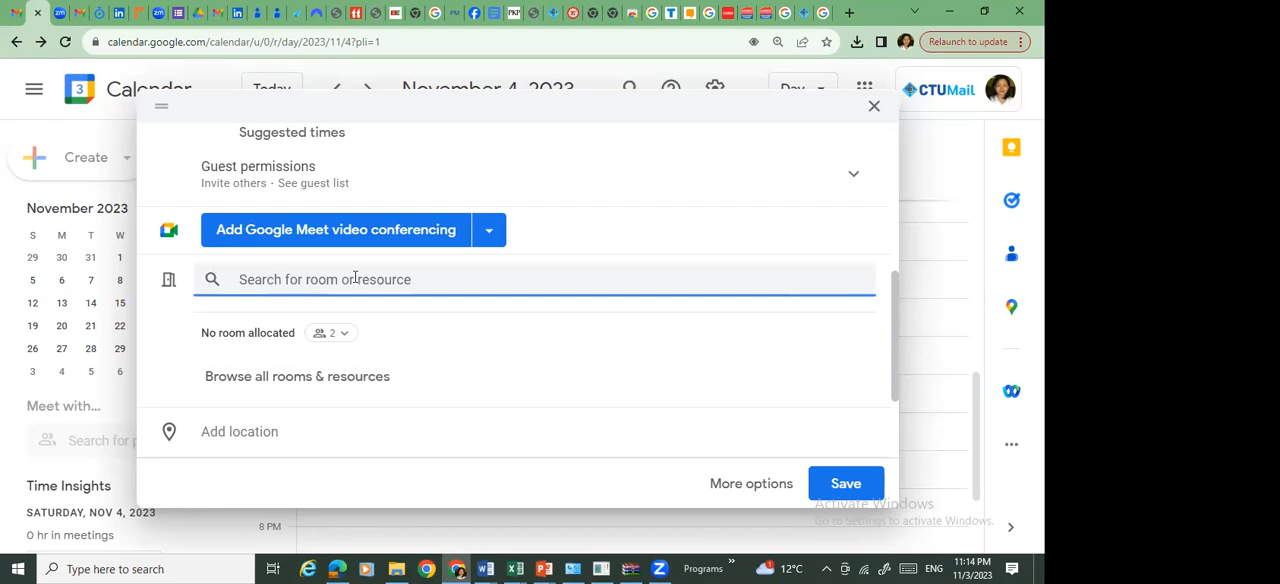 calendar.google.com/calendar/u/0/r/day/2023/11/4?pli=1
Relaunch to update
3
Calendar
Today
November 4, 2023
Day
CTUMail
Create
Suggested times
Guest permissions
Invite others · See guest list
Add Google Meet video conferencing
Search for room or resource
No room allocated
2
Browse all rooms & resources
Add location
More options
Save
November 2023
S M T W
29 30 31 1
5 6 7 8
12 13 14 15
19 20 21 22
26 27 28 29
3 4 5 6
Meet with...
Search for p
Time Insights
SATURDAY, NOV 4, 2023
0 hr in meetings
8 PM
Activate Windows
Go to Settings to activate Windows.
Type here to search
Programs
12°C
ENG
11:14 PM
11/3/2023